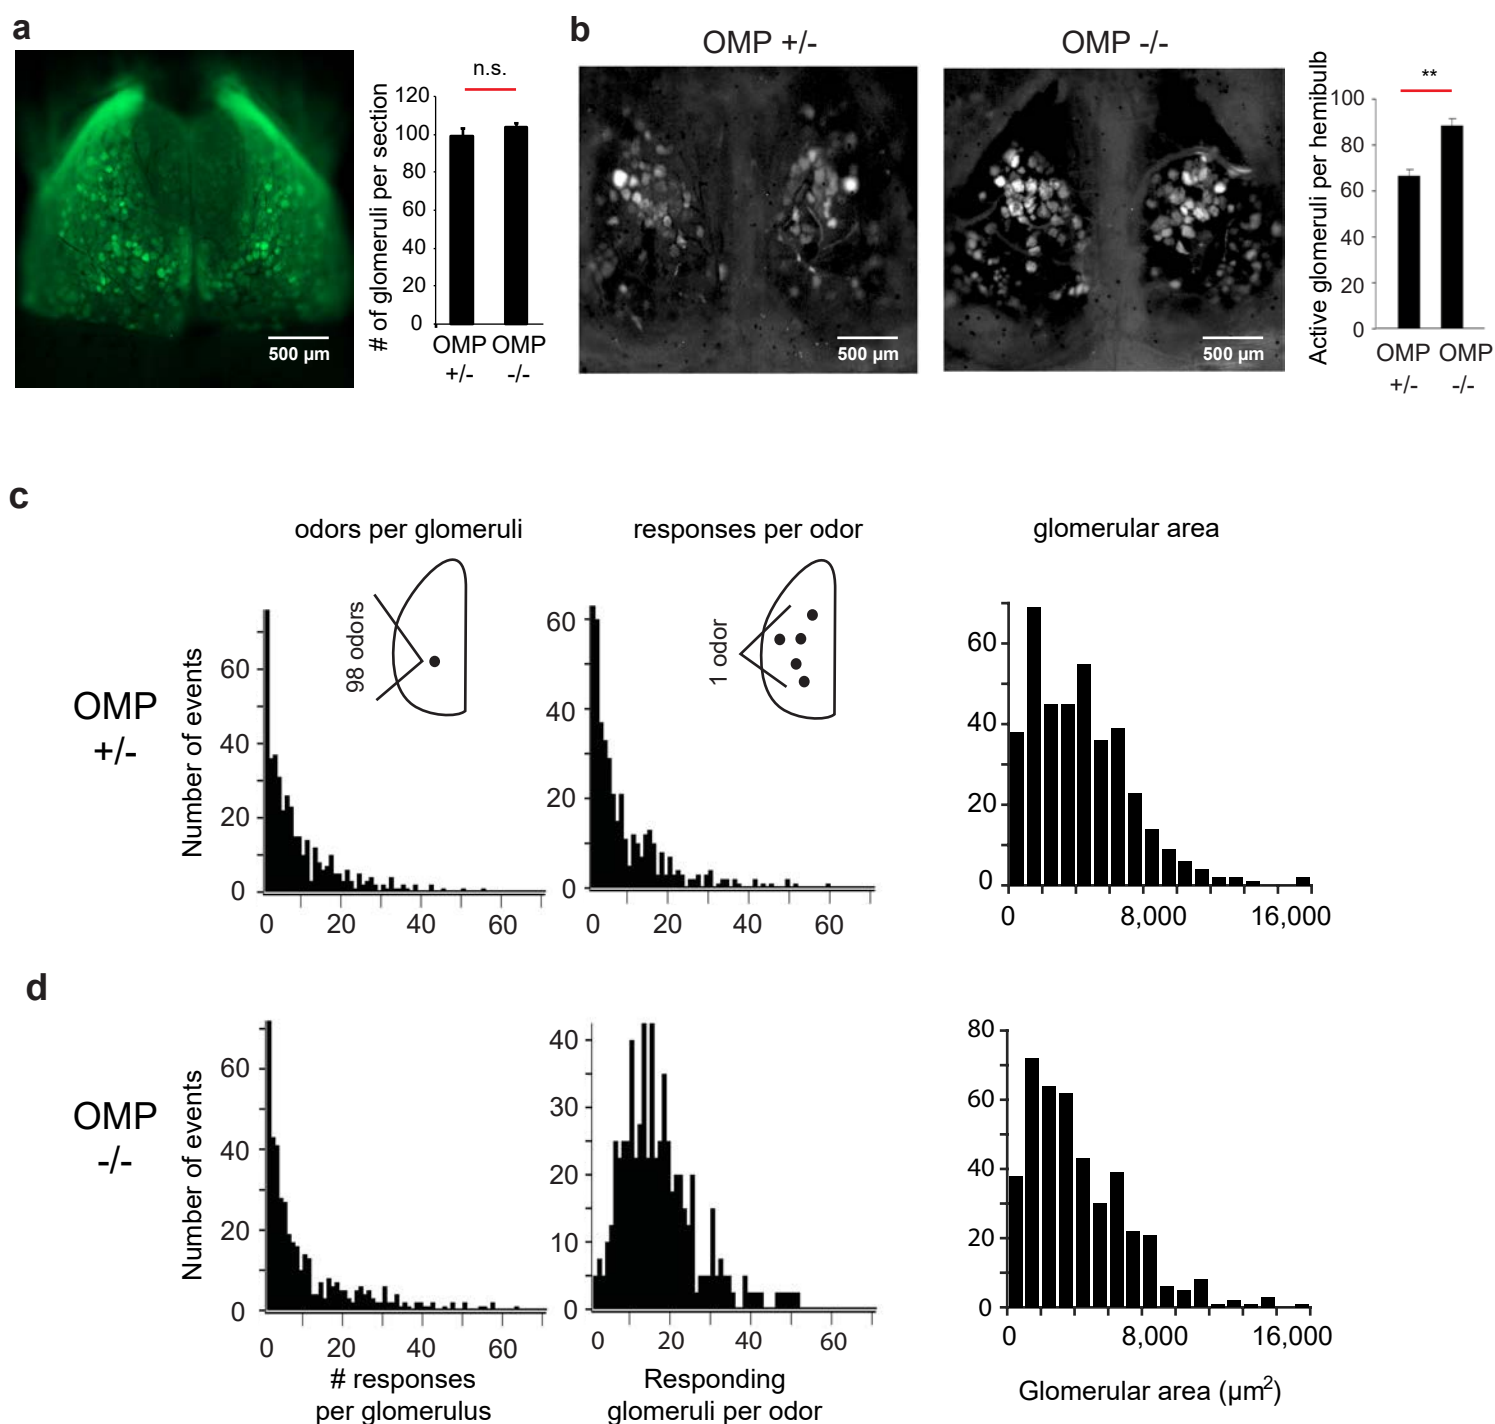 a
500 µm
# of glomeruli per section
n.s.
120
100
80
60
40
20
0
OMP OMP
+/- -/-
b
OMP +/-
500 µm
OMP -/-
500 µm
Active glomeruli per hemibulb
**
100
80
60
40
20
0
OMP OMP
+/- -/-
c
OMP
+/-
odors per glomeruli
98 odors
Number of events
60
40
20
0
0 20 40 60
responses per odor
1 odor
60
40
20
0
0 20 40 60
glomerular area
60
40
20
0
0 8,000 16,000
d
OMP
-/-
Number of events
60
40
20
0
0 20 40 60
# responses
per glomerulus
40
30
20
10
0
0 20 40 60
Responding
glomeruli per odor
80
60
40
20
0
0 8,000 16,000
Glomerular area (µm²)